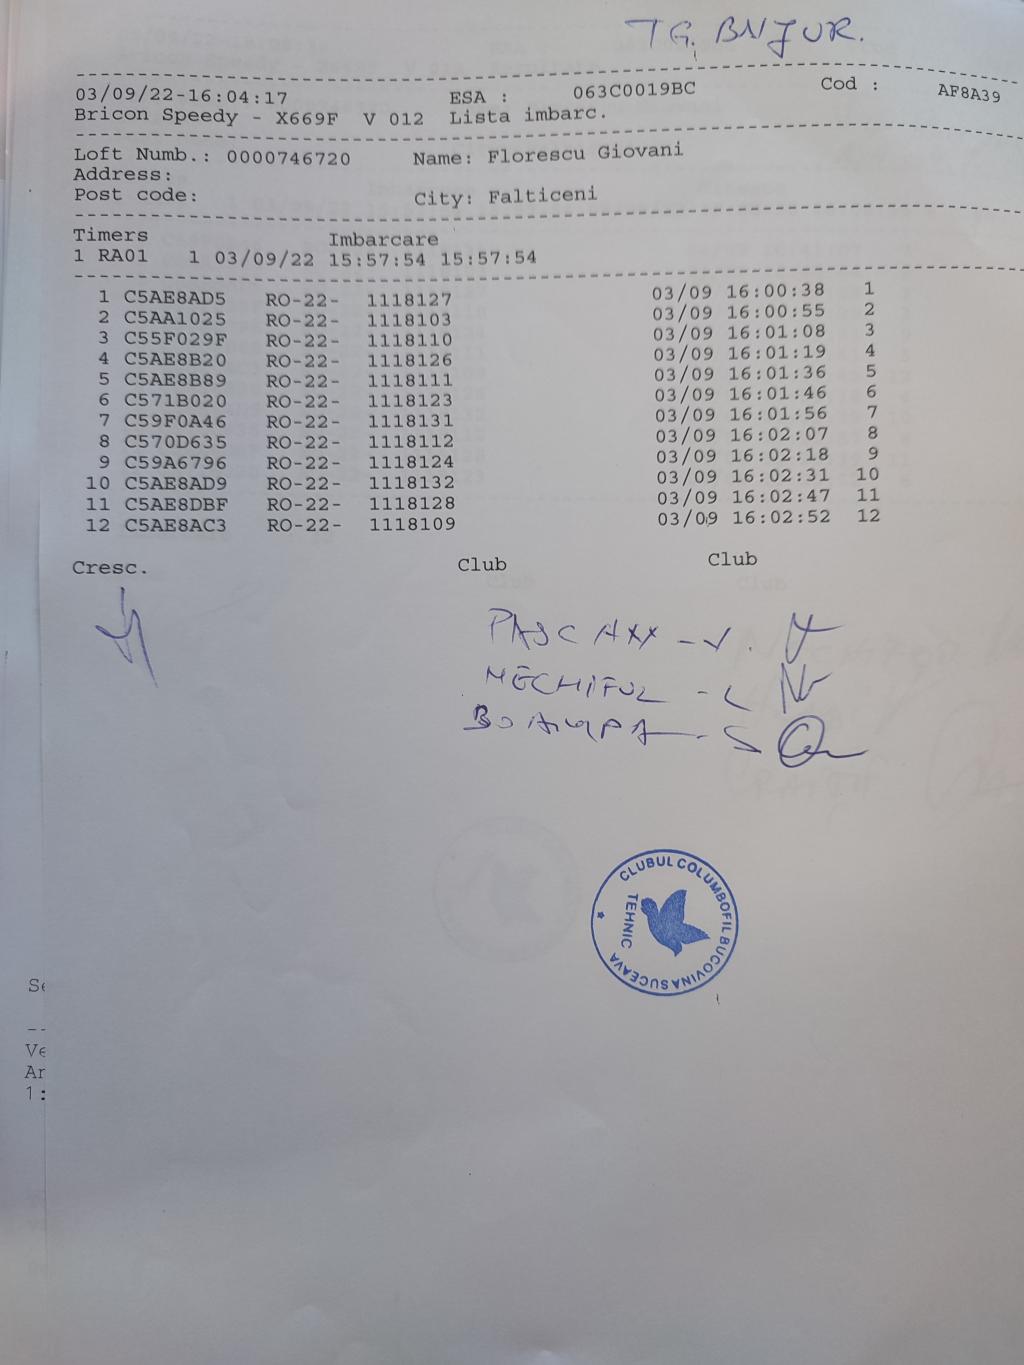 TG. BNJUR.
03/09/22-16:04:17 ESA : 063C0019BC Cod : AF8A39
Bricon Speedy - X669F V 012 Lista imbarc.
Loft Numb.: 0000746720 Name: Florescu Giovani
Address:
Post code: City: Falticeni
Timers Imbarcare
1 RA01 1 03/09/22 15:57:54 15:57:54
1 C5AE8AD5 RO-22- 1118127 03/09 16:00:38 1
2 C5AA1025 RO-22- 1118103 03/09 16:00:55 2
3 C55F029F RO-22- 1118110 03/09 16:01:08 3
4 C5AE8B20 RO-22- 1118126 03/09 16:01:19 4
5 C5AE8B89 RO-22- 1118111 03/09 16:01:36 5
6 C571B020 RO-22- 1118123 03/09 16:01:46 6
7 C59F0A46 RO-22- 1118131 03/09 16:01:56 7
8 C570D635 RO-22- 1118112 03/09 16:02:07 8
9 C59A6796 RO-22- 1118124 03/09 16:02:18 9
10 C5AE8AD9 RO-22- 1118132 03/09 16:02:31 10
11 C5AE8DBF RO-22- 1118128 03/09 16:02:47 11
12 C5AE8AC3 RO-22- 1118109 03/09 16:02:52 12
Cresc. Club Club
CLUBUL COLUMBOFIL BUCOVINA SUCEAVA
TEHNIC